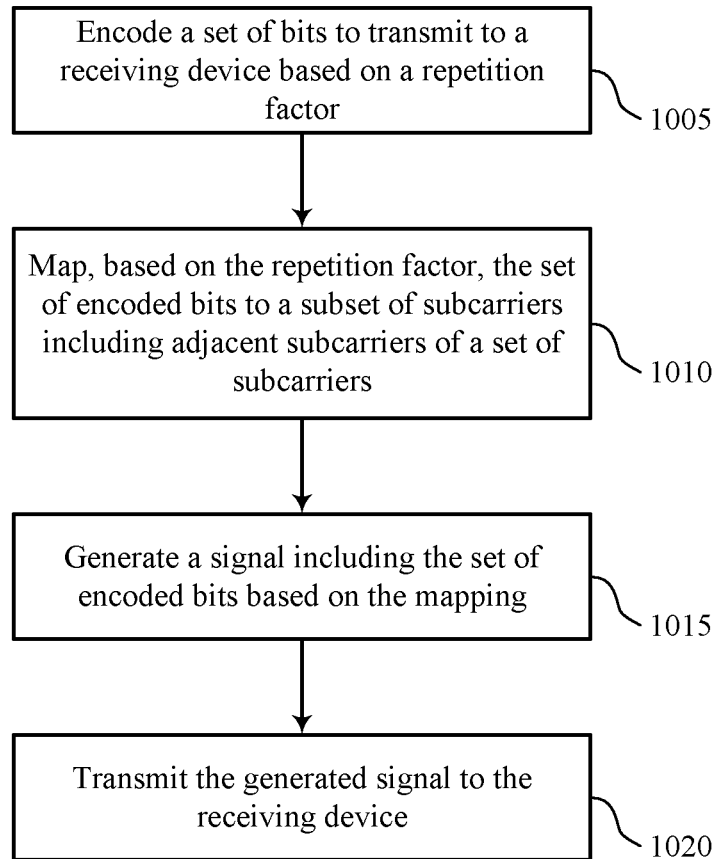 Encode a set of bits to transmit to a
receiving device based on a repetition
factor
1005
Map, based on the repetition factor, the set
of encoded bits to a subset of subcarriers
including adjacent subcarriers of a set of
subcarriers
1010
Generate a signal including the set of
encoded bits based on the mapping
1015
Transmit the generated signal to the
receiving device
1020